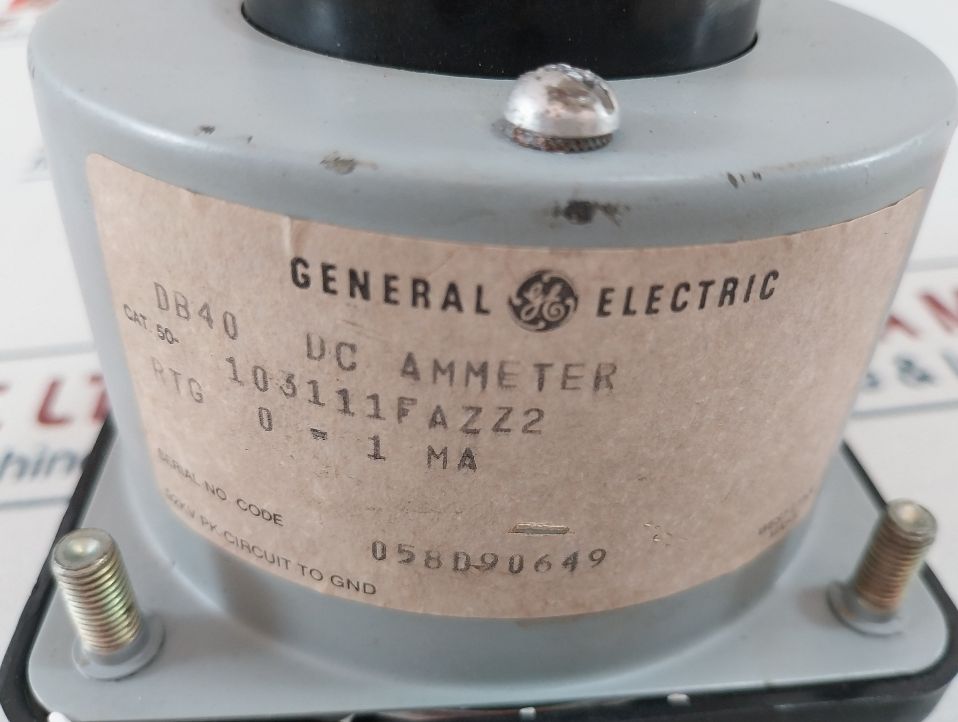 GENERAL GE ELECTRIC
DB40 DC AMMETER
CAT. 50- 103111FAZZ2
RTG 0 - 1 MA
SERIAL NO. CODE
058D90649
PK CIRCUIT TO GND